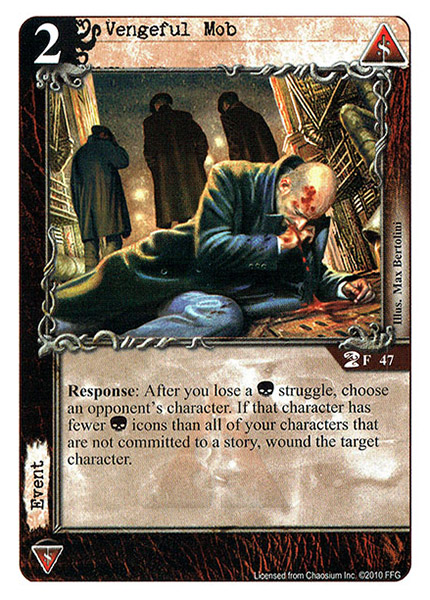 2
Vengeful Mob
Illus. Max Bertolini
F 47
Response: After you lose a struggle, choose
an opponent's character. If that character has
fewer icons than all of your characters that
are not committed to a story, wound the target
character.
Event
Licensed from Chaosium Inc. ©2010 FFG